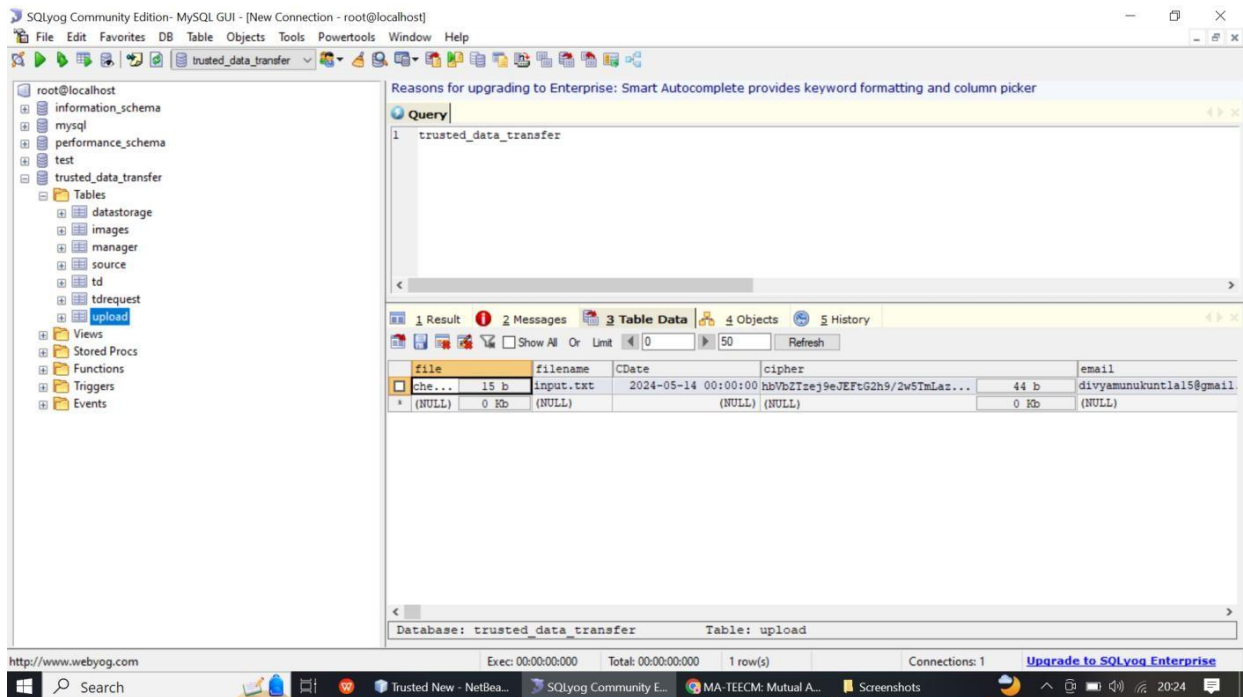 SQLyog Community Edition- MySQL GUI - [New Connection - root@localhost]
File Edit Favorites DB Table Objects Tools Powertools Window Help
trusted_data_transfer
root@localhost
information_schema
mysql
performance_schema
test
trusted_data_transfer
Tables
datastorage
images
manager
source
td
tdrequest
upload
Views
Stored Procs
Functions
Triggers
Events
Reasons for upgrading to Enterprise: Smart Autocomplete provides keyword formatting and column picker
Query
1 trusted_data_transfer
1 Result 2 Messages 3 Table Data 4 Objects 5 History
Show All Or Limit 0 50 Refresh
file filename CDate cipher email
che... 15 b input.txt 2024-05-14 00:00:00 hbVbZTzej9eJEFtG2h9/2w5TmLaz... 44 b divyamunukuntla15@gmail.
* (NULL) 0 Kb (NULL) (NULL) (NULL) 0 Kb (NULL)
Database: trusted_data_transfer Table: upload
http://www.webyog.com Exec: 00:00:00:000 Total: 00:00:00:000 1 row(s) Connections: 1 Upgrade to SQLyog Enterprise
Search Trusted New - NetBea... SQLyog Community E... MA-TEECM: Mutual A... Screenshots 20:24